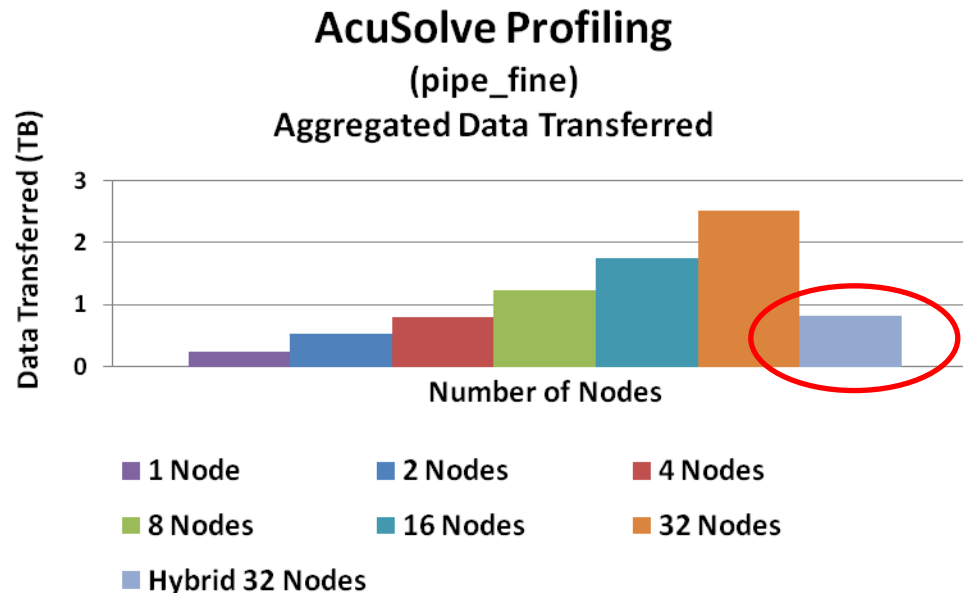 AcuSolve Profiling
(pipe_fine)
Aggregated Data Transferred
Data Transferred (TB)
3
2
1
0
Number of Nodes
1 Node
2 Nodes
4 Nodes
8 Nodes
16 Nodes
32 Nodes
Hybrid 32 Nodes